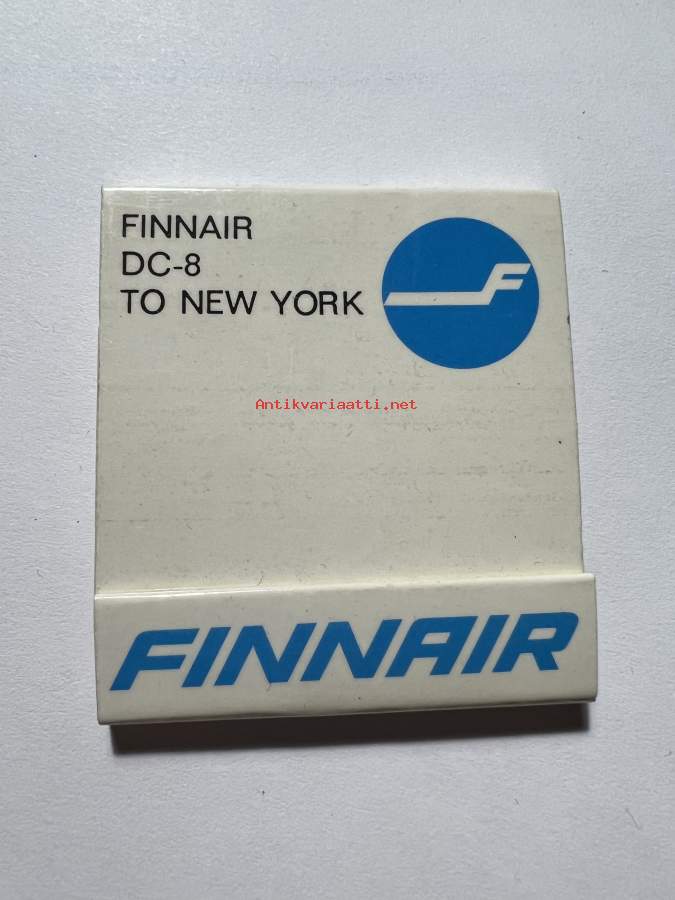 FINNAIR
DC-8
TO NEW YORK
F
Antikvariaatti.net
FINNAIR